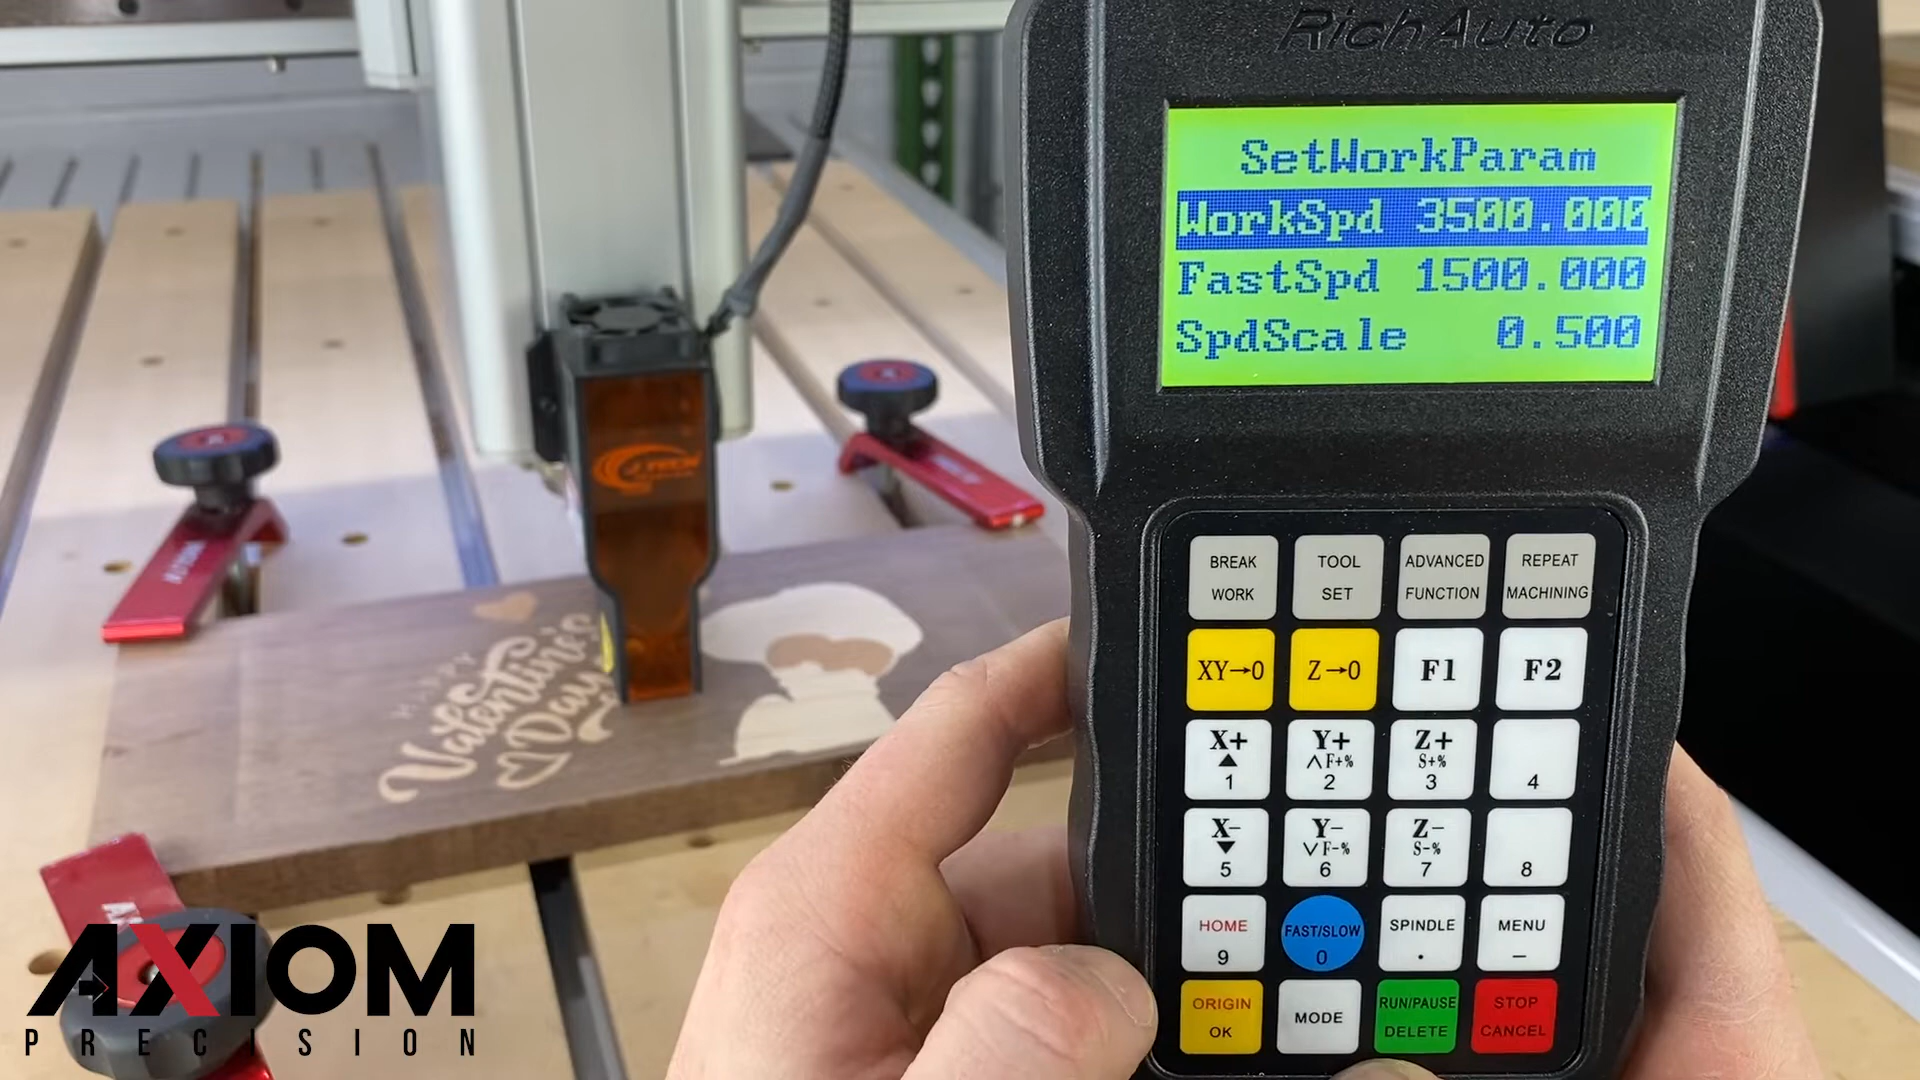 RichAuto
SetWorkParam
WorkSpd 3500.000
FastSpd 1500.000
SpdScale 0.500
BREAK WORK
TOOL SET
ADVANCED FUNCTION
REPEAT MACHINING
XY→0
Z→0
F1
F2
X+ ▲ 1
Y+ ∧F+% 2
Z+ S+% 3
4
X− ▼ 5
Y− ∨F-% 6
Z− S-% 7
8
HOME 9
FAST/SLOW 0
SPINDLE .
MENU −
ORIGIN OK
MODE
RUN/PAUSE DELETE
STOP CANCEL
HAPPY
Valentine's
Day
AXIOM
PRECISION